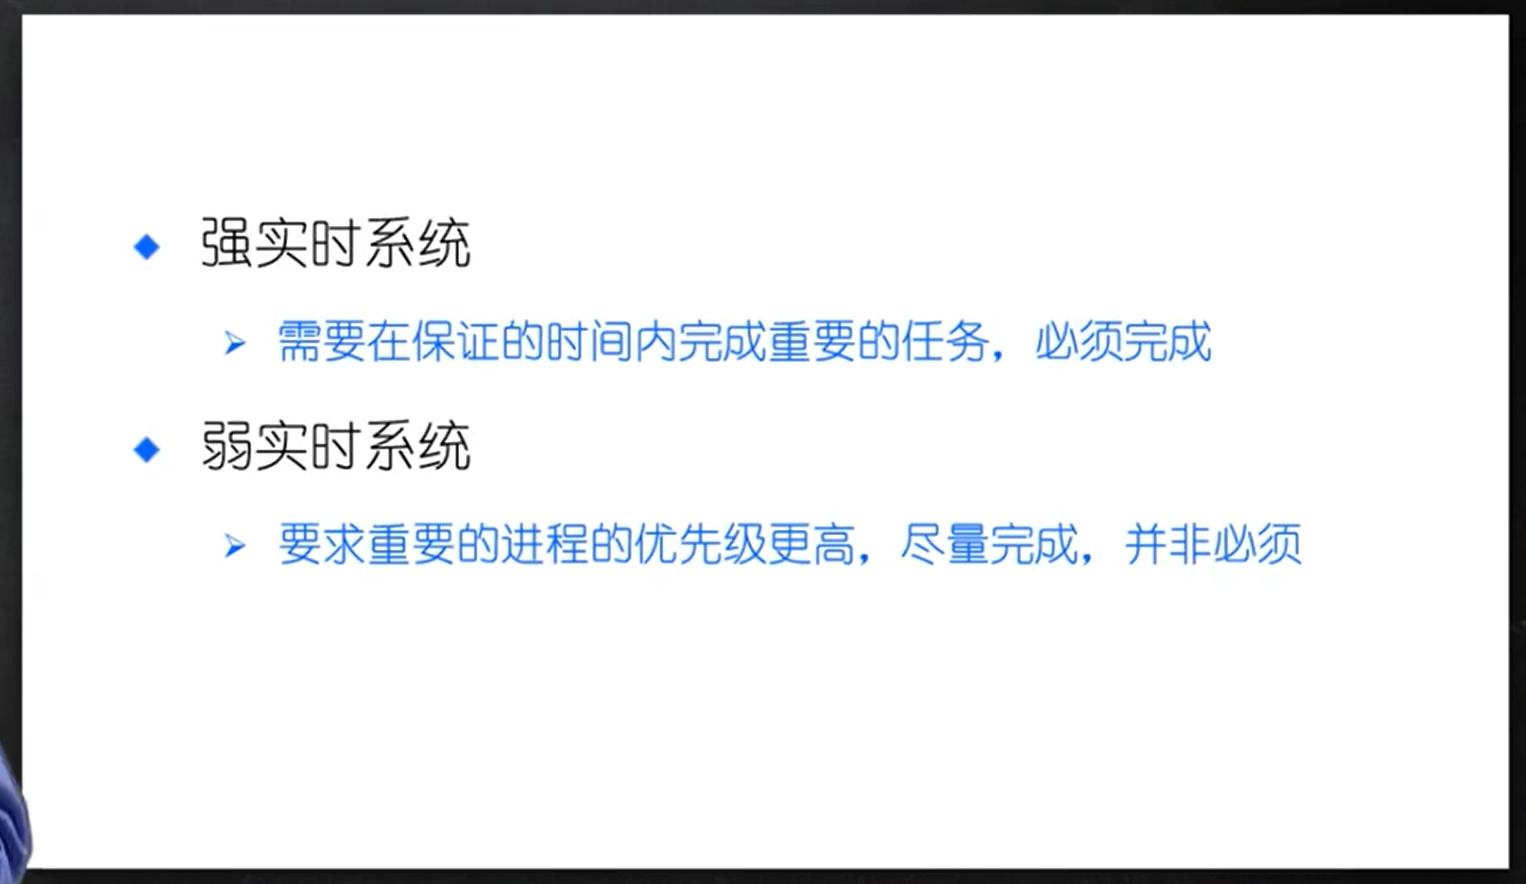 强实时系统
需要在保证的时间内完成重要的任务，必须完成
弱实时系统
要求重要的进程的优先级更高，尽量完成，并非必须